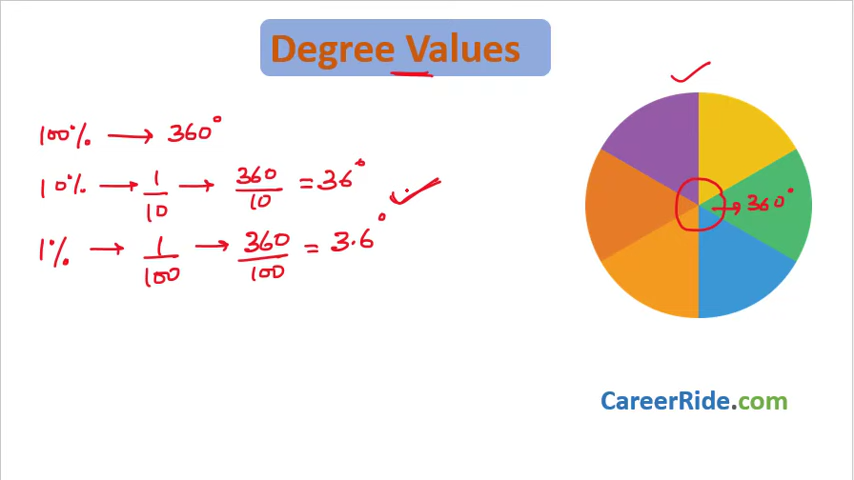 Degree Values
100% → 360°
10% → 1/10 → 360/10 = 36°
1% → 1/100 → 360/100 = 3.6°
→ 360°
CareerRide.com